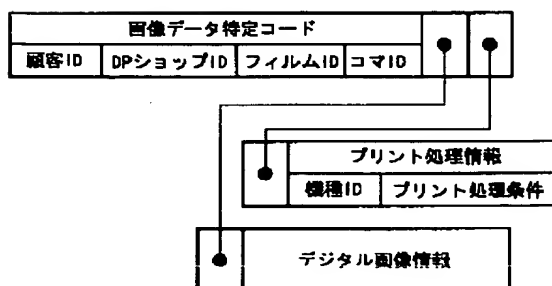 画像データ特定コード
顧客ID DPショップID フィルムID コマID
プリント処理情報
機種ID プリント処理条件
デジタル画像情報